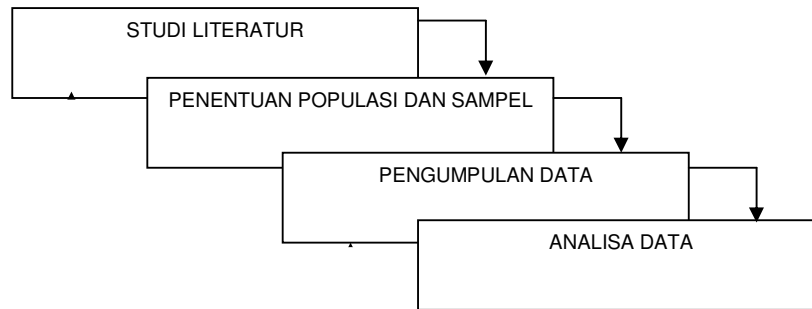 STUDI LITERATUR
PENENTUAN POPULASI DAN SAMPEL
PENGUMPULAN DATA
ANALISA DATA